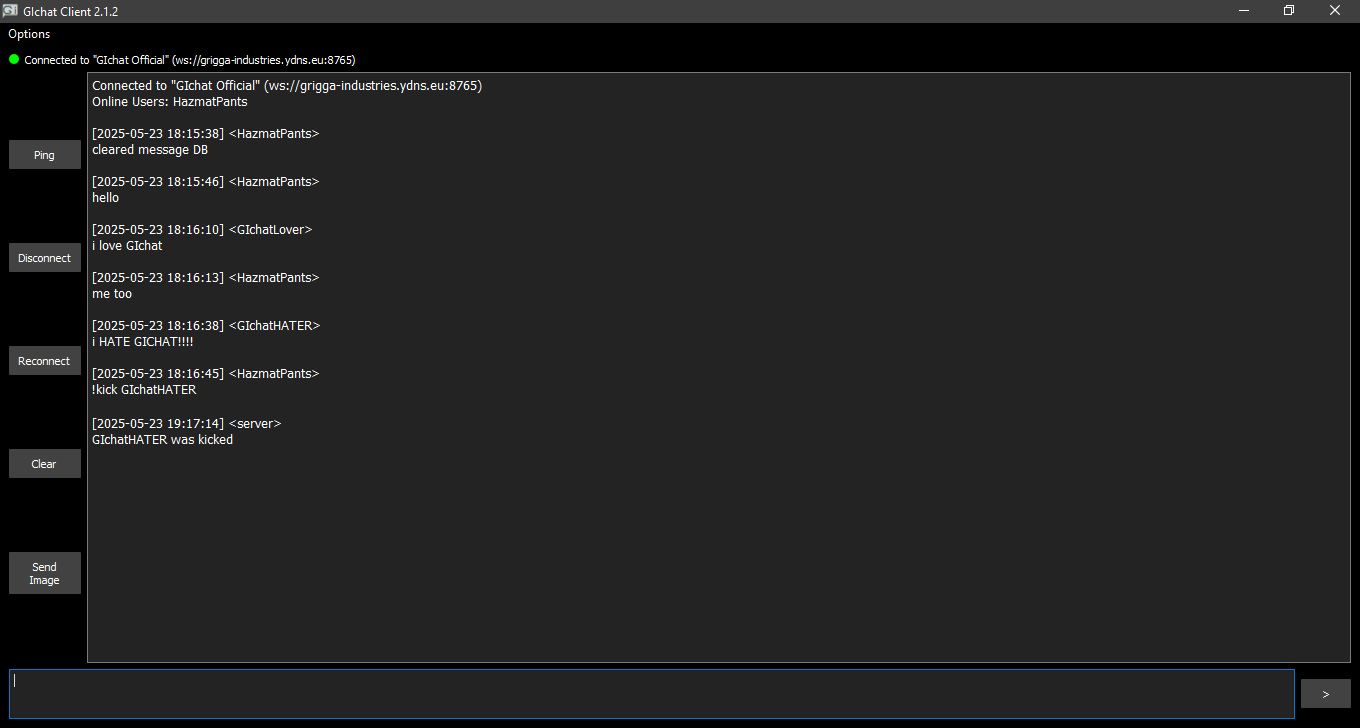 GIchat Client 2.1.2
Options
Connected to "GIchat Official" (ws://grigga-industries.ydns.eu:8765)
Connected to "GIchat Official" (ws://grigga-industries.ydns.eu:8765)
Online Users: HazmatPants
[2025-05-23 18:15:38] <HazmatPants>
cleared message DB
[2025-05-23 18:15:46] <HazmatPants>
hello
[2025-05-23 18:16:10] <GIchatLover>
i love GIchat
[2025-05-23 18:16:13] <HazmatPants>
me too
[2025-05-23 18:16:38] <GIchatHATER>
i HATE GICHAT!!!!
[2025-05-23 18:16:45] <HazmatPants>
!kick GIchatHATER
[2025-05-23 19:17:14] <server>
GIchatHATER was kicked
Ping
Disconnect
Reconnect
Clear
Send
Image
>